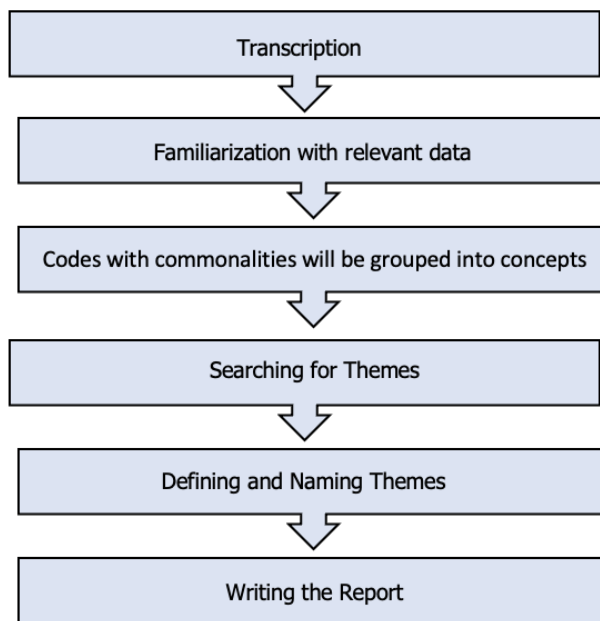 Transcription
Familiarization with relevant data
Codes with commonalities will be grouped into concepts
Searching for Themes
Defining and Naming Themes
Writing the Report